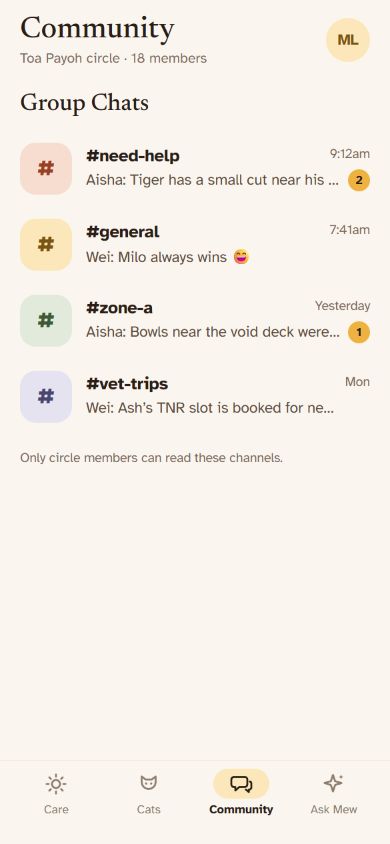 Community
ML
Toa Payoh circle · 18 members
Group Chats
# #need-help 9:12am
Aisha: Tiger has a small cut near his ... 2
# #general 7:41am
Wei: Milo always wins 😄
# #zone-a Yesterday
Aisha: Bowls near the void deck were... 1
# #vet-trips Mon
Wei: Ash's TNR slot is booked for ne...
Only circle members can read these channels.
Care Cats Community Ask Mew